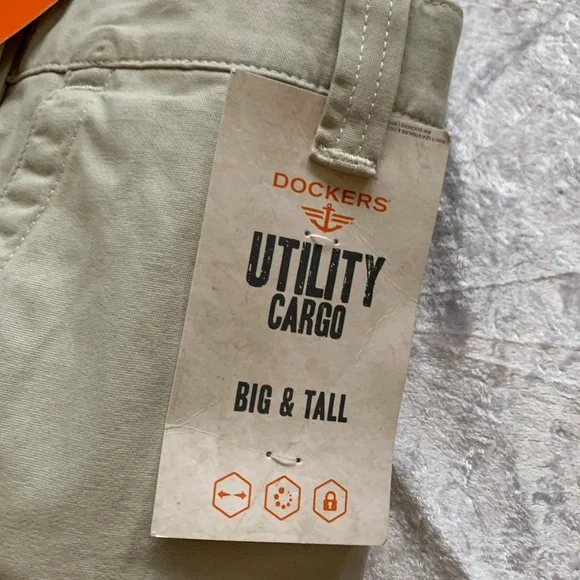 DOCKERS®
UTILITY
CARGO
BIG & TALL